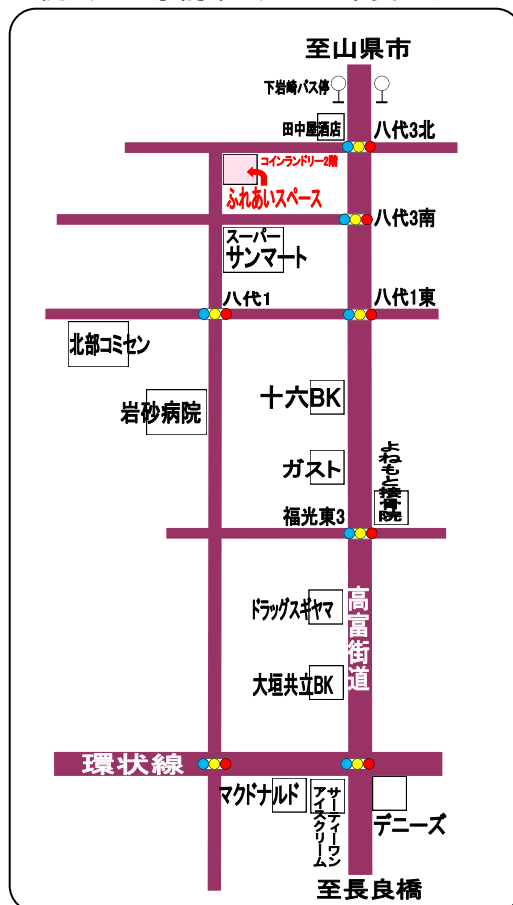 至山県市
下岩崎バス停
田中屋酒店
八代3北
コインランドリー2階
ふれあいスペース
八代3南
スーパー
サンマート
八代1
八代1東
北部コミセン
岩砂病院
十六BK
ガスト
よねもと接骨院
福光東3
ドラッグスギヤマ
高富街道
大垣共立BK
環状線
マクドナルド
サーティーワン
アイスクリーム
デニーズ
至長良橋